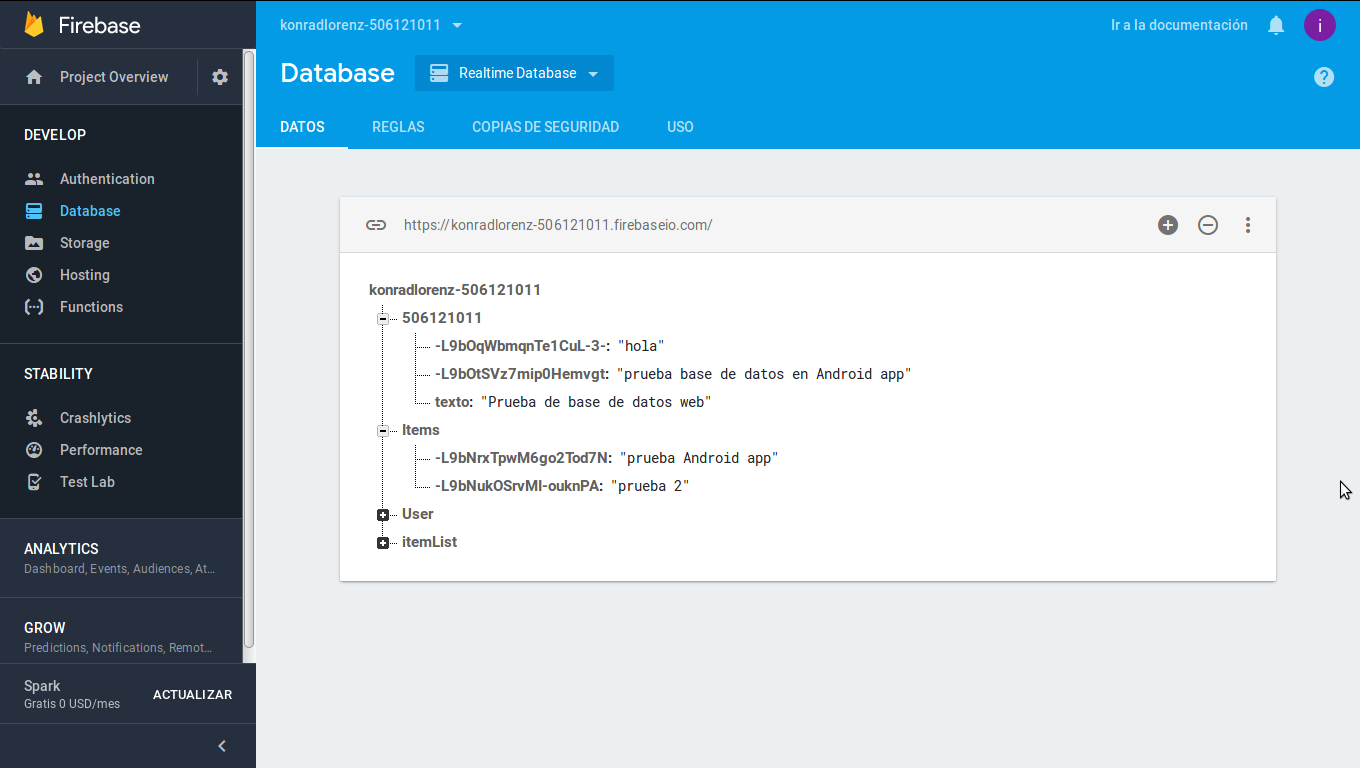 Firebase
konradlorenz-506121011
Ir a la documentación
i
Project Overview
Database
Realtime Database
?
DATOS
REGLAS
COPIAS DE SEGURIDAD
USO
DEVELOP
Authentication
Database
Storage
Hosting
Functions
STABILITY
Crashlytics
Performance
Test Lab
ANALYTICS
Dashboard, Events, Audiences, At...
GROW
Predictions, Notifications, Remot...
Spark
Gratis 0 USD/mes
ACTUALIZAR
https://konradlorenz-506121011.firebaseio.com/
konradlorenz-506121011
506121011
-L9bOqWbmqnTe1CuL-3-: "hola"
-L9bOtSVz7mip0Hemvgt: "prueba base de datos en Android app"
texto: "Prueba de base de datos web"
Items
-L9bNrxTpwM6go2Tod7N: "prueba Android app"
-L9bNukOSrvMI-ouknPA: "prueba 2"
User
itemList